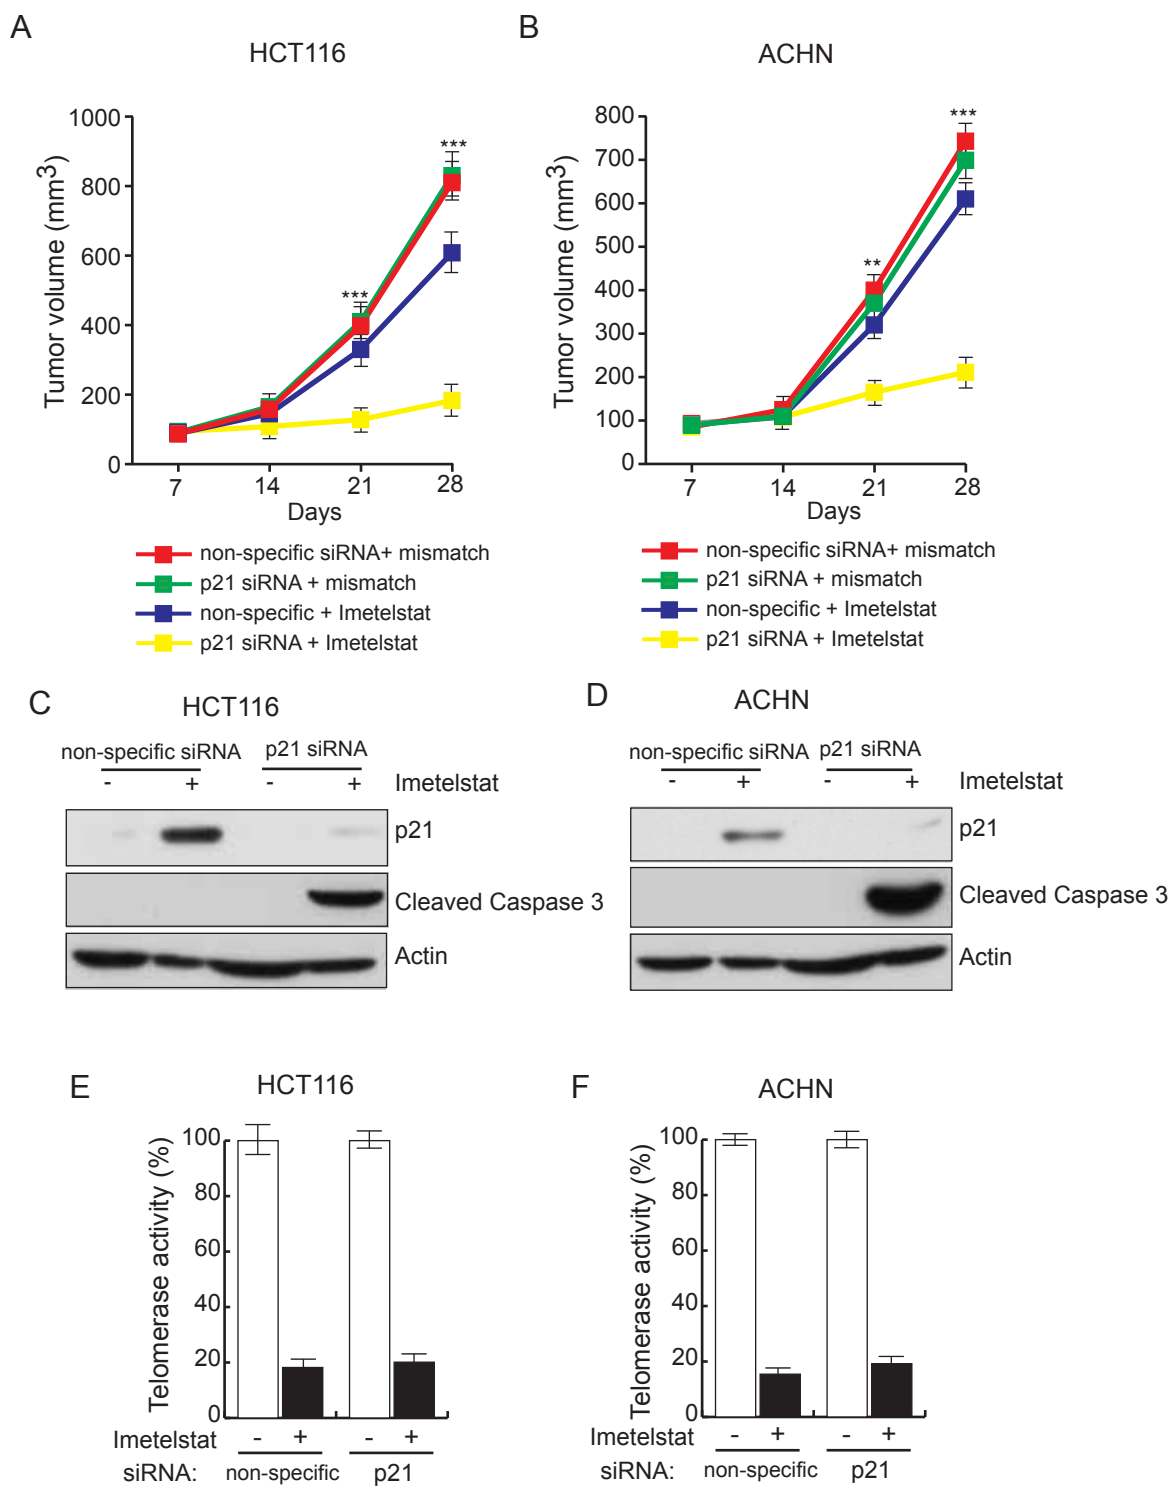 A
HCT116
Tumor volume (mm3)
1000
800
600
400
200
0
7 14 21 28
Days
***
***
non-specific siRNA+ mismatch
p21 siRNA + mismatch
non-specific + Imetelstat
p21 siRNA + Imetelstat
B
ACHN
Tumor volume (mm3)
800
700
600
500
400
300
200
100
0
7 14 21 28
Days
**
***
non-specific siRNA+ mismatch
p21 siRNA + mismatch
non-specific + Imetelstat
p21 siRNA + Imetelstat
C
HCT116
non-specific siRNA p21 siRNA
- + - + Imetelstat
p21
Cleaved Caspase 3
Actin
D
ACHN
non-specific siRNA p21 siRNA
- + - + Imetelstat
p21
Cleaved Caspase 3
Actin
E
HCT116
Telomerase activity (%)
100
80
60
40
20
0
Imetelstat - + - +
siRNA: non-specific p21
F
ACHN
Telomerase activity (%)
100
80
60
40
20
0
Imetelstat - + - +
siRNA: non-specific p21